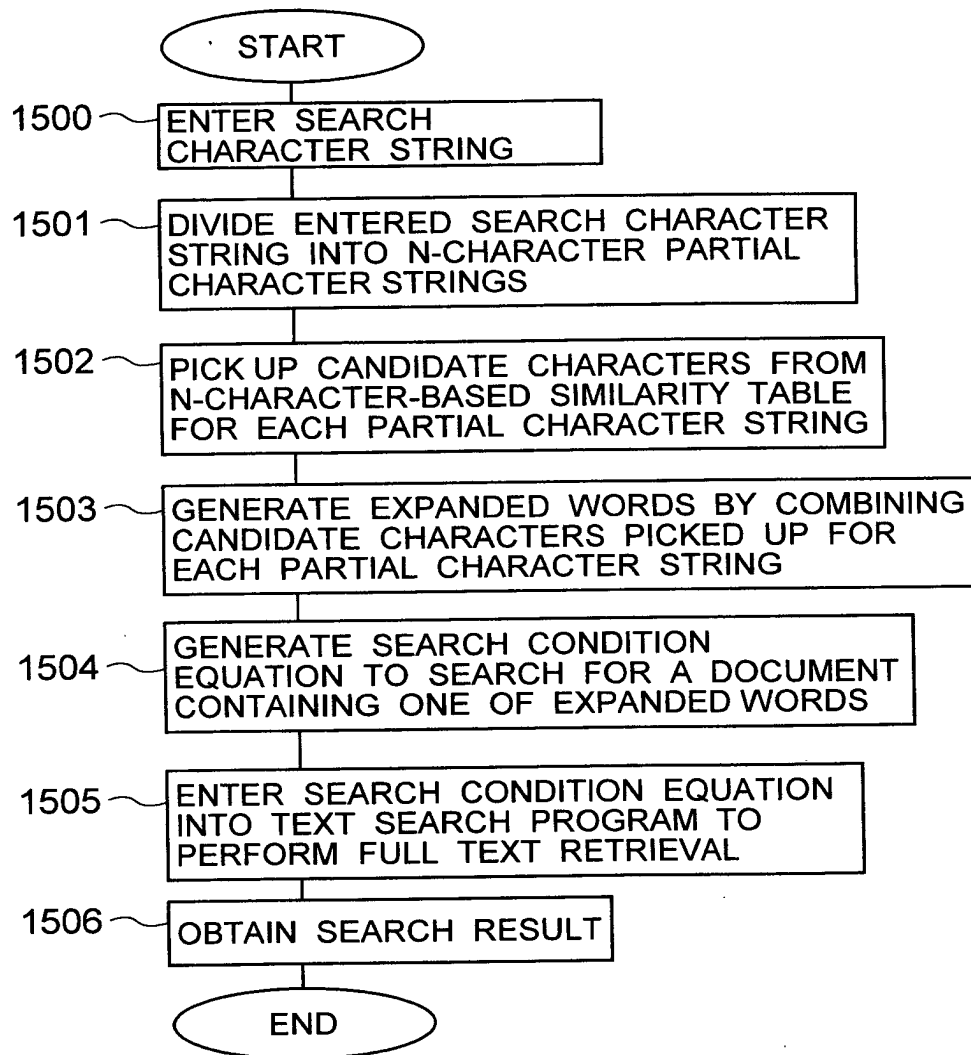 START
1500
ENTER SEARCH
CHARACTER STRING
1501
DIVIDE ENTERED SEARCH CHARACTER
STRING INTO N-CHARACTER PARTIAL
CHARACTER STRINGS
1502
PICK UP CANDIDATE CHARACTERS FROM
N-CHARACTER-BASED SIMILARITY TABLE
FOR EACH PARTIAL CHARACTER STRING
1503
GENERATE EXPANDED WORDS BY COMBINING
CANDIDATE CHARACTERS PICKED UP FOR
EACH PARTIAL CHARACTER STRING
1504
GENERATE SEARCH CONDITION
EQUATION TO SEARCH FOR A DOCUMENT
CONTAINING ONE OF EXPANDED WORDS
1505
ENTER SEARCH CONDITION EQUATION
INTO TEXT SEARCH PROGRAM TO
PERFORM FULL TEXT RETRIEVAL
1506
OBTAIN SEARCH RESULT
END